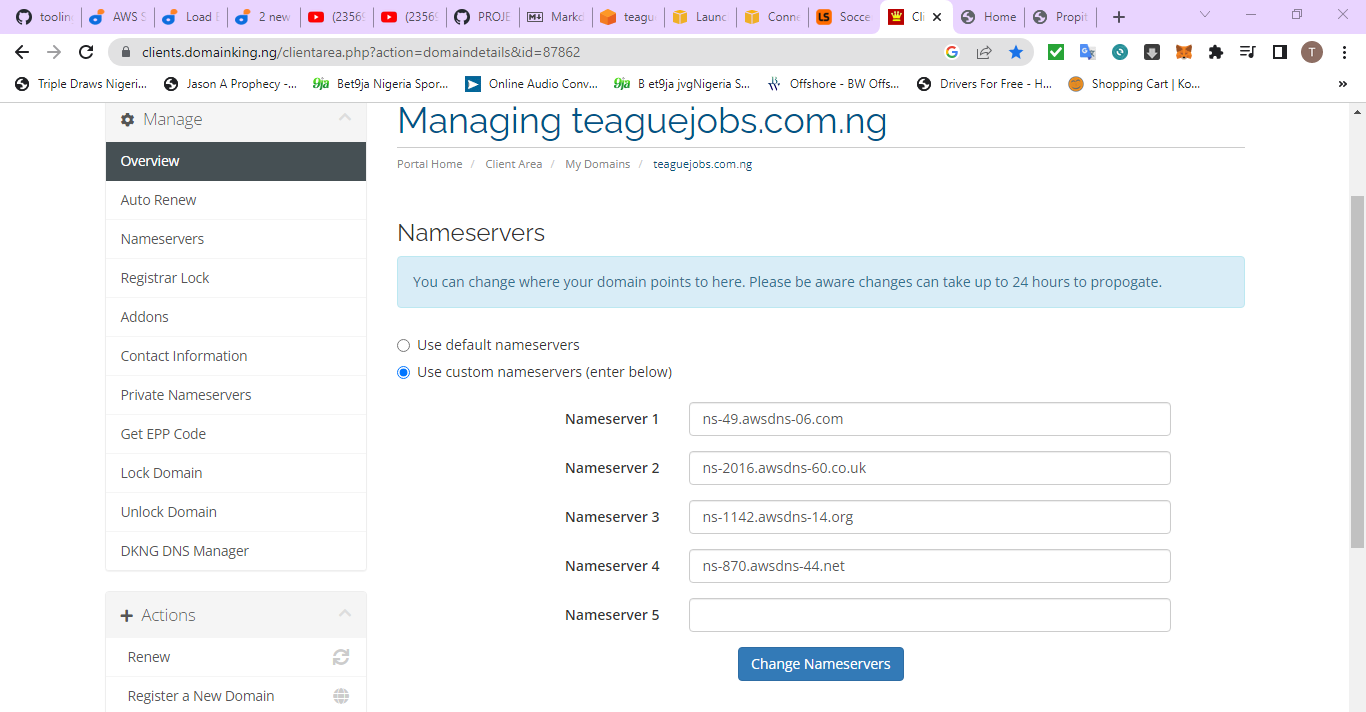 toolin
AWS S
Load B
2 new
(2356
(2356
PROJE
Markd
teagu
Launc
Conne
Socce
Cli
Home
Propit
clients.domainking.ng/clientarea.php?action=domaindetails&id=87862
T
Triple Draws Nigeri...
Jason A Prophecy -...
Bet9ja Nigeria Spor...
Online Audio Conv...
B et9ja jvgNigeria S...
Offshore - BW Offs...
Drivers For Free - H...
Shopping Cart | Ko...
»
Manage
Overview
Auto Renew
Nameservers
Registrar Lock
Addons
Contact Information
Private Nameservers
Get EPP Code
Lock Domain
Unlock Domain
DKNG DNS Manager
Actions
Renew
Register a New Domain
Managing teaguejobs.com.ng
Portal Home / Client Area / My Domains / teaguejobs.com.ng
Nameservers
You can change where your domain points to here. Please be aware changes can take up to 24 hours to propogate.
Use default nameservers
Use custom nameservers (enter below)
Nameserver 1 ns-49.awsdns-06.com
Nameserver 2 ns-2016.awsdns-60.co.uk
Nameserver 3 ns-1142.awsdns-14.org
Nameserver 4 ns-870.awsdns-44.net
Nameserver 5
Change Nameservers